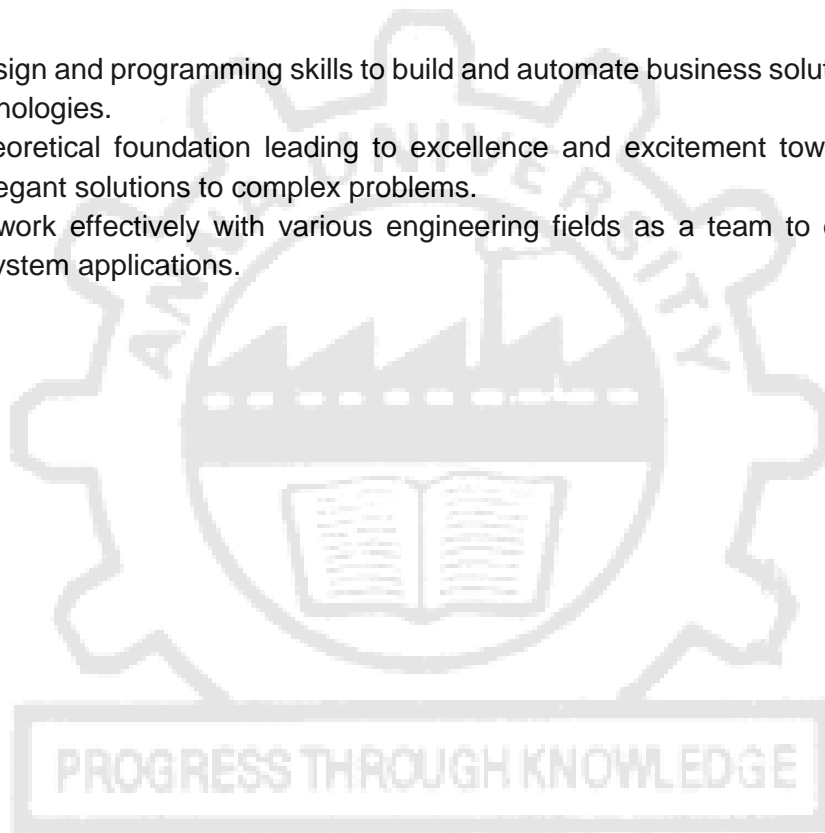 sign and programming skills to build and automate business solut
nologies.
eoretical foundation leading to excellence and excitement tow
egant solutions to complex problems.
work effectively with various engineering fields as a team to
ystem applications.
ANNA UNIVERSITY
PROGRESS THROUGH KNOWLEDGE